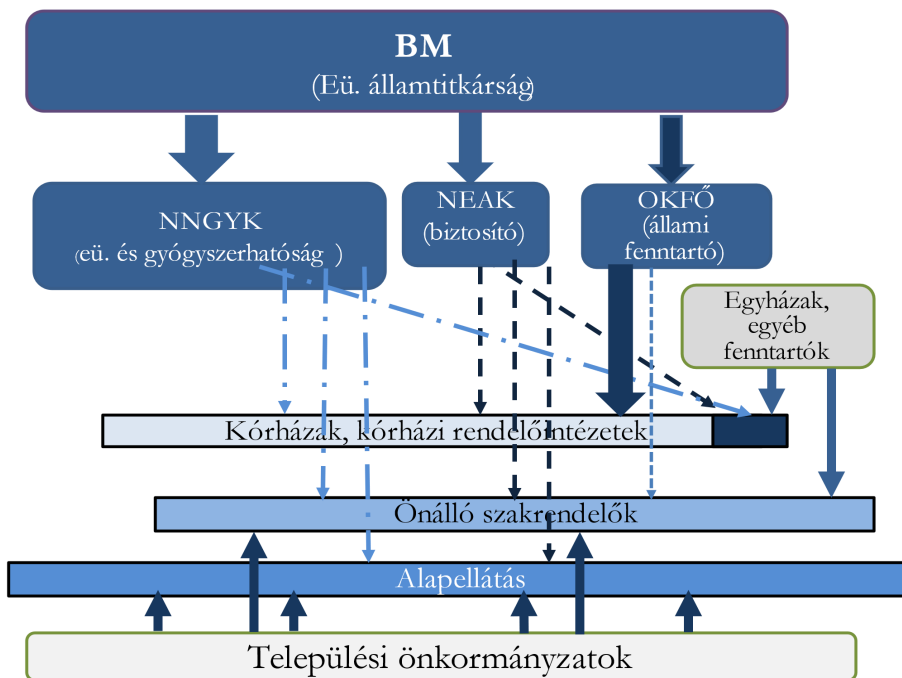 BM
(Eü. államtitkárság)
NNGYK
(eü. és gyógyszerhatóság )
NEAK
(biztosító)
OKFŐ
(állami
fenntartó)
Egyházak,
egyéb
fenntartók
Kórházak, kórházi rendelőintézetek
Önálló szakrendelők
Alapellátás
Települési önkormányzatok